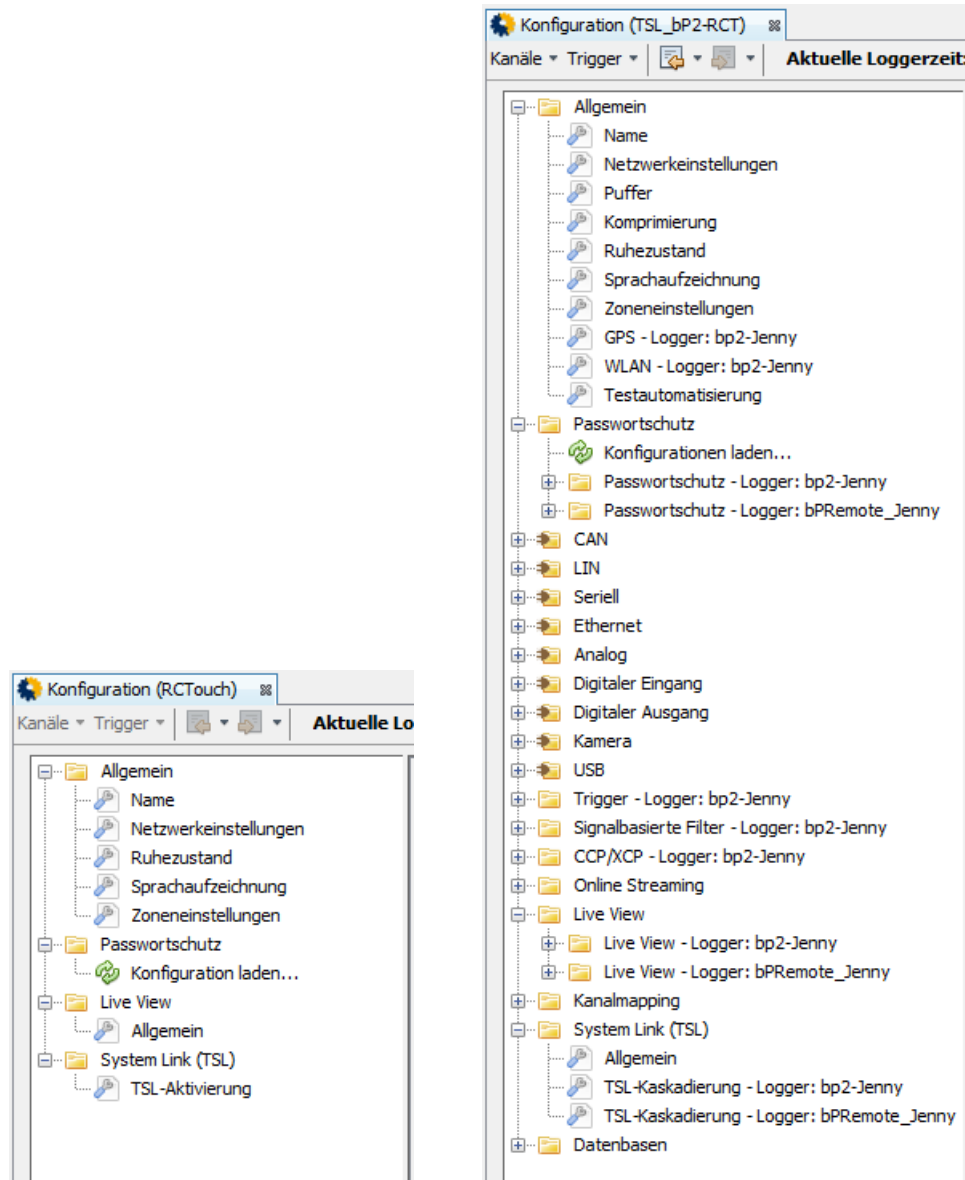 Konfiguration (RCTouch)
Kanäle Trigger Aktuelle Lo
Allgemein
Name
Netzwerkeinstellungen
Ruhezustand
Sprachaufzeichnung
Zoneneinstellungen
Passwortschutz
Konfiguration laden...
Live View
Allgemein
System Link (TSL)
TSL-Aktivierung
Konfiguration (TSL_bP2-RCT)
Kanäle Trigger Aktuelle Loggerzeit:
Allgemein
Name
Netzwerkeinstellungen
Puffer
Komprimierung
Ruhezustand
Sprachaufzeichnung
Zoneneinstellungen
GPS - Logger: bp2-Jenny
WLAN - Logger: bp2-Jenny
Testautomatisierung
Passwortschutz
Konfigurationen laden...
Passwortschutz - Logger: bp2-Jenny
Passwortschutz - Logger: bPRemote_Jenny
CAN
LIN
Seriell
Ethernet
Analog
Digitaler Eingang
Digitaler Ausgang
Kamera
USB
Trigger - Logger: bp2-Jenny
Signalbasierte Filter - Logger: bp2-Jenny
CCP/XCP - Logger: bp2-Jenny
Online Streaming
Live View
Live View - Logger: bp2-Jenny
Live View - Logger: bPRemote_Jenny
Kanalmapping
System Link (TSL)
Allgemein
TSL-Kaskadierung - Logger: bp2-Jenny
TSL-Kaskadierung - Logger: bPRemote_Jenny
Datenbasen